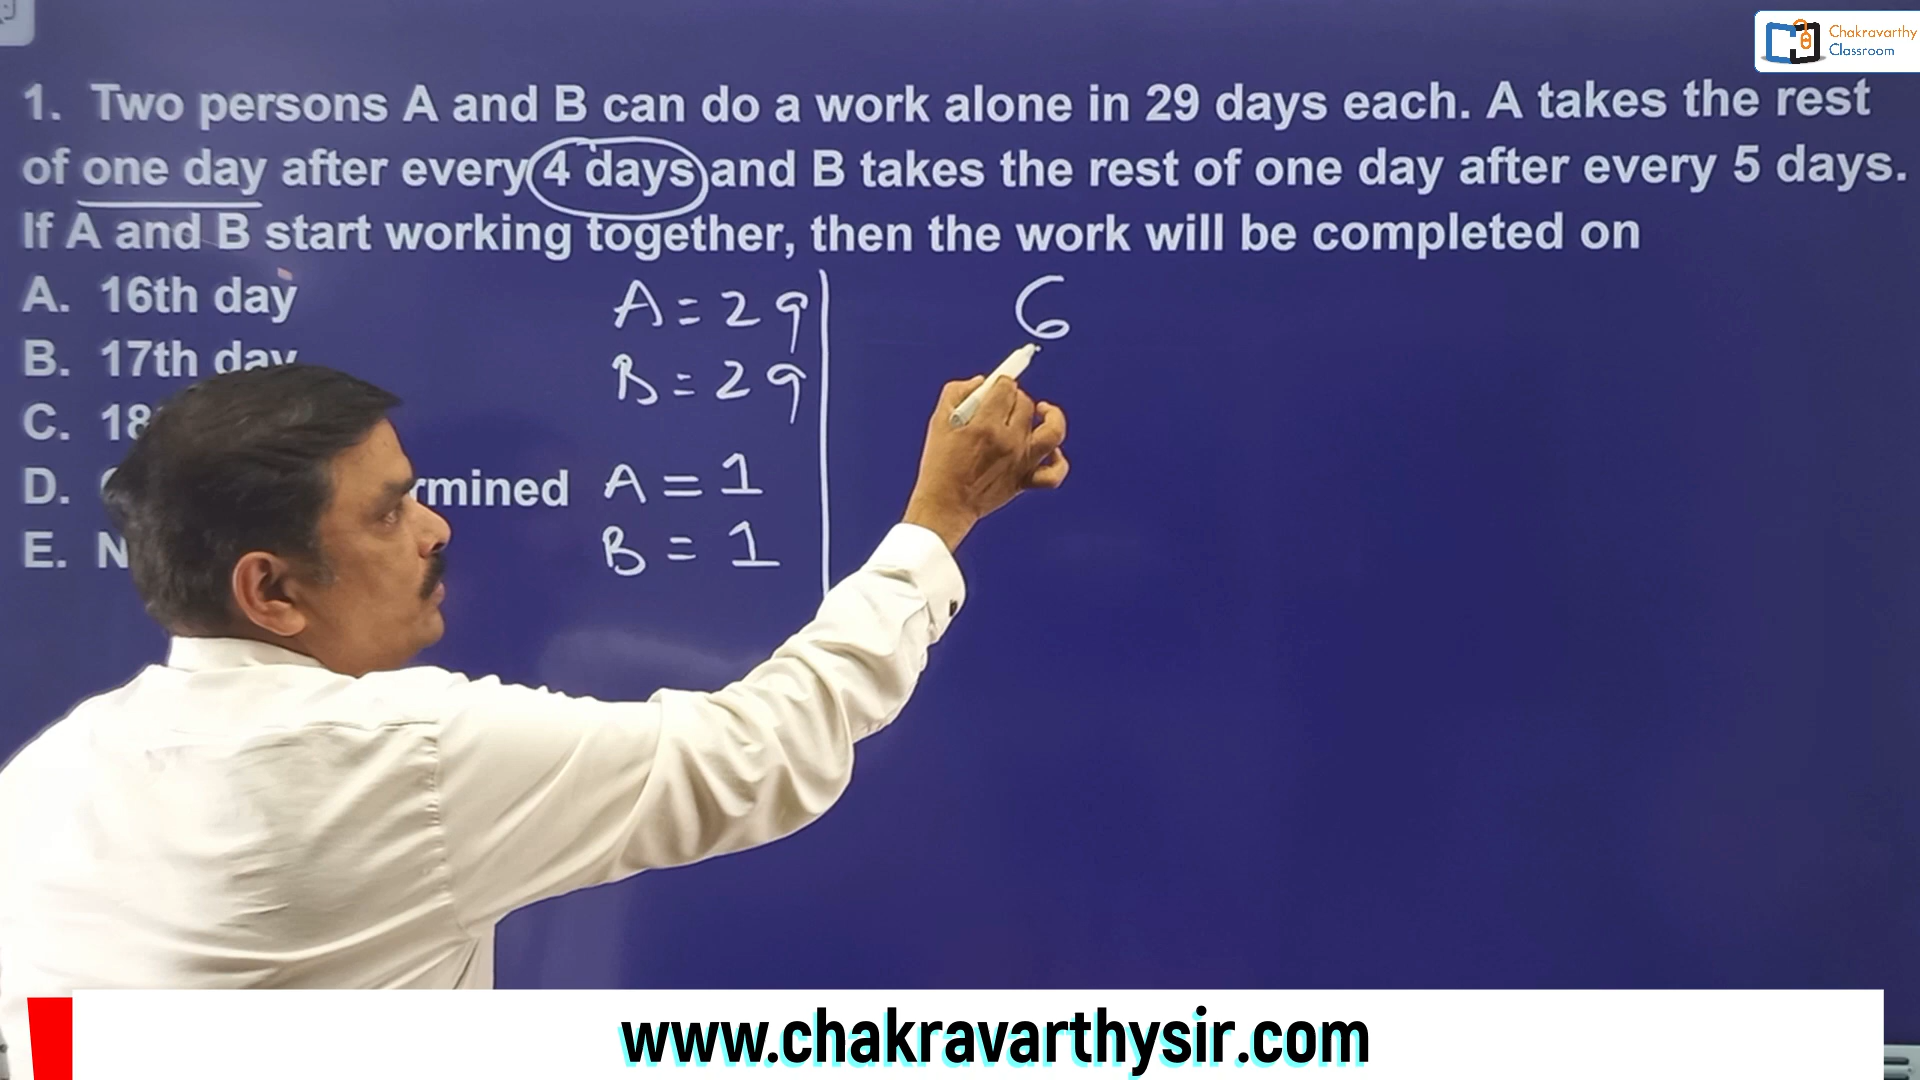 Chakravarthy
Classroom
1. Two persons A and B can do a work alone in 29 days each. A takes the rest
of one day after every 4 days and B takes the rest of one day after every 5 days.
If A and B start working together, then the work will be completed on
A. 16th day
B. 17th day
C. 18
D. rmined
E. N
A = 29
B = 29
A = 1
B = 1
6
www.chakravarthysir.com